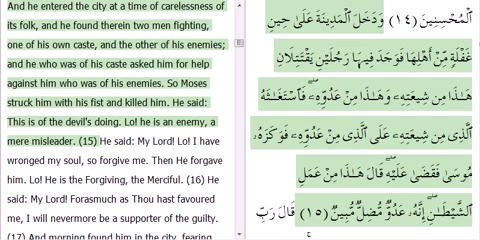 And he entered the city at a time of carelessness of
its folk, and he found therein two men fighting,
one of his own caste, and the other of his enemies;
and he who was of his caste asked him for help
against him who was of his enemies. So Moses
struck him with his fist and killed him. He said:
This is of the devil's doing. Lo! he is an enemy, a
mere misleader. (15) He said: My Lord! Lo! I have
wronged my soul, so forgive me. Then He forgave
him. Lo! He is the Forgiving, the Merciful. (16) He
said: My Lord! Forasmuch as Thou hast favoured
me, I will nevermore be a supporter of the guilty.
(17) And morning found him in the city, fearing,
ٱلْمُحْسِنِينَ (١٤) وَدَخَلَ ٱلْمَدِينَةَ عَلَىٰ حِينِ
غَفْلَةٍۢ مِّنْ أَهْلِهَا فَوَجَدَ فِيهَا رَجُلَيْنِ يَقْتَتِلَانِ
هَٰذَا مِن شِيعَتِهِۦ وَهَٰذَا مِنْ عَدُوِّهِۦ ۖ فَٱسْتَغَٰثَهُ
ٱلَّذِى مِن شِيعَتِهِۦ عَلَى ٱلَّذِى مِنْ عَدُوِّهِۦ فَوَكَزَهُۥ
مُوسَىٰ فَقَضَىٰ عَلَيْهِ ۖ قَالَ هَٰذَا مِنْ عَمَلِ
ٱلشَّيْطَٰنِ ۖ إِنَّهُۥ عَدُوٌّۭ مُّضِلٌّۭ مُّبِينٌۭ (١٥) قَالَ رَبِّ